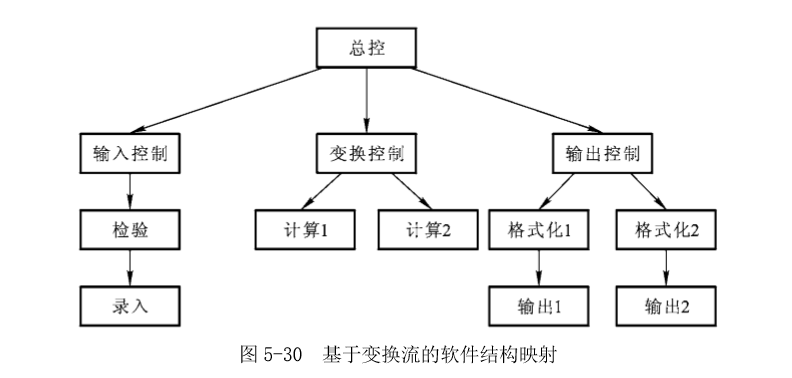 总控
输入控制 变换控制 输出控制
检验 计算1 计算2 格式化1 格式化2
录入 输出1 输出2
图 5-30 基于变换流的软件结构映射